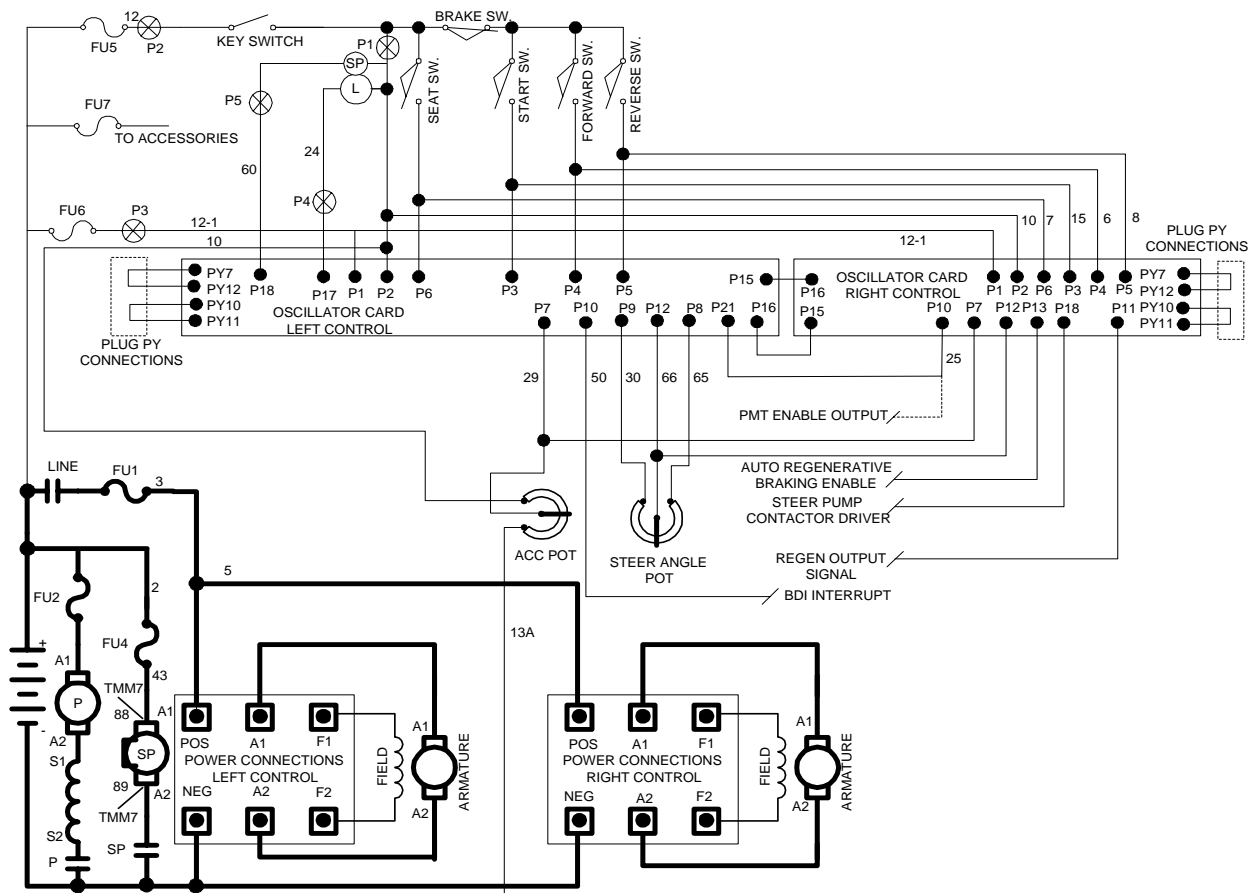 12
BRAKE SW.
FU5
P2
KEY SWITCH
P1
SP
L
SEAT SW.
START SW.
FORWARD SW.
REVERSE SW.
FU7
P5
TO ACCESSORIES
24
60
P4
FU6
P3
12-1
10
10
7
15
6
8
12-1
PLUG PY
CONNECTIONS
PY7
PY12
PY10
PY11
P18
P17
P1
P2
P6
P3
P4
P5
OSCILLATOR CARD
LEFT CONTROL
P15
P16
OSCILLATOR CARD
RIGHT CONTROL
P1
P2
P6
P3
P4
P5
PY7
PY12
PY10
PY11
P7
P10
P9
P12
P8
P21
P16
P15
P10
P7
P12
P13
P18
P11
PLUG PY
CONNECTIONS
29
50
30
66
65
25
PMT ENABLE OUTPUT
AUTO REGENERATIVE
BRAKING ENABLE
STEER PUMP
CONTACTOR DRIVER
REGEN OUTPUT
SIGNAL
BDI INTERRUPT
LINE
FU1
3
ACC POT
STEER ANGLE
POT
5
2
FU2
FU4
13A
43
+
-
A1
P
A2
S1
S2
P
TMM7
88
A1
SP
89
A2
TMM7
SP
POS
A1
F1
POWER CONNECTIONS
LEFT CONTROL
NEG
A2
F2
FIELD
A1
A2
ARMATURE
POS
A1
F1
POWER CONNECTIONS
RIGHT CONTROL
NEG
A2
F2
FIELD
A1
A2
ARMATURE